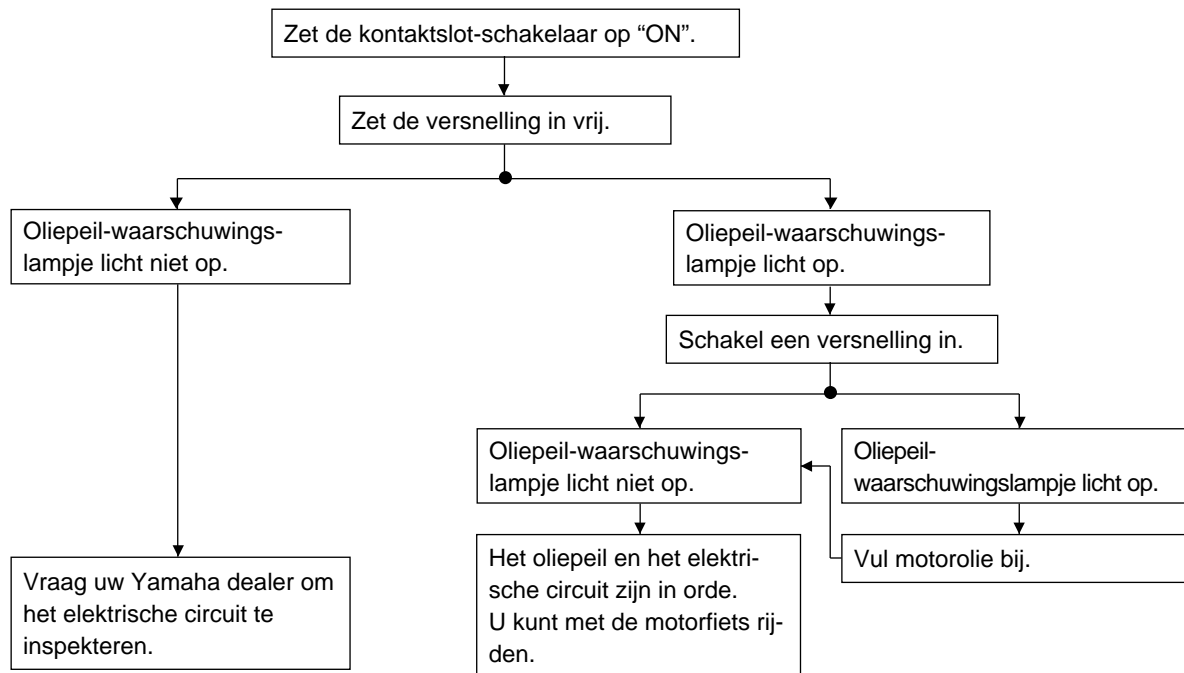 Zet de kontaktslot-schakelaar op “ON”.
Zet de versnelling in vrij.
Oliepeil-waarschuwings-
lampje licht niet op.
Oliepeil-waarschuwings-
lampje licht op.
Schakel een versnelling in.
Oliepeil-waarschuwings-
lampje licht niet op.
Oliepeil-
waarschuwingslampje licht op.
Vraag uw Yamaha dealer om
het elektrische circuit te
inspekteren.
Het oliepeil en het elektri-
sche circuit zijn in orde.
U kunt met de motorfiets rij-
den.
Vul motorolie bij.